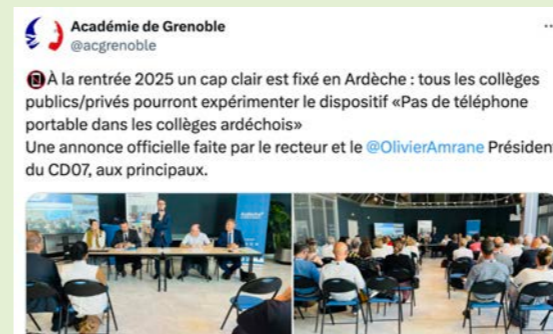 Académie de Grenoble
@acgrenoble
À la rentrée 2025 un cap clair est fixé en Ardèche : tous les collèges
publics/privés pourront expérimenter le dispositif «Pas de téléphone
portable dans les collèges ardéchois»
Une annonce officielle faite par le recteur et le @OlivierAmrane Président
du CD07, aux principaux.
Ardèche